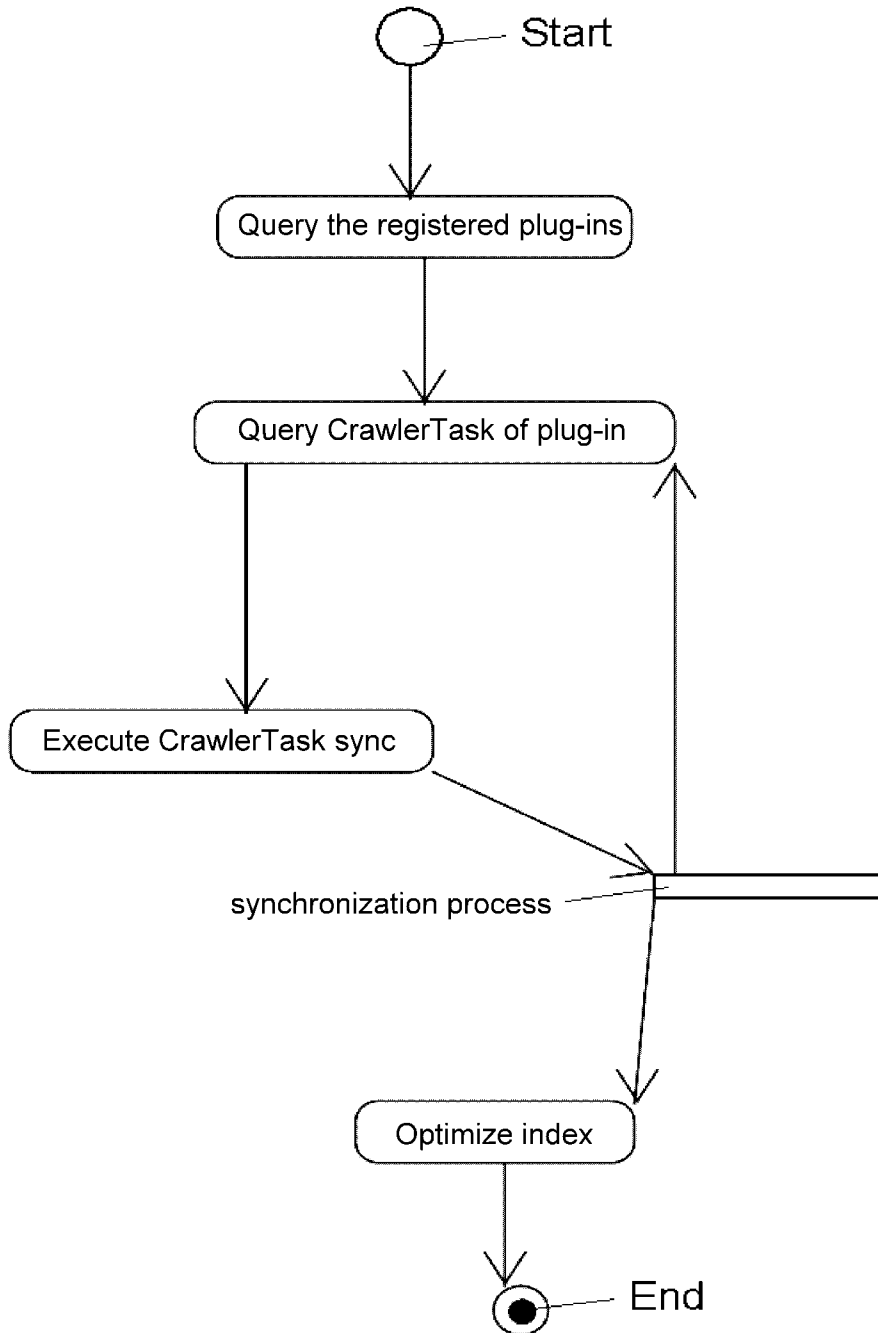 Start
Query the registered plug-ins
Query CrawlerTask of plug-in
Execute CrawlerTask sync
synchronization process
Optimize index
End